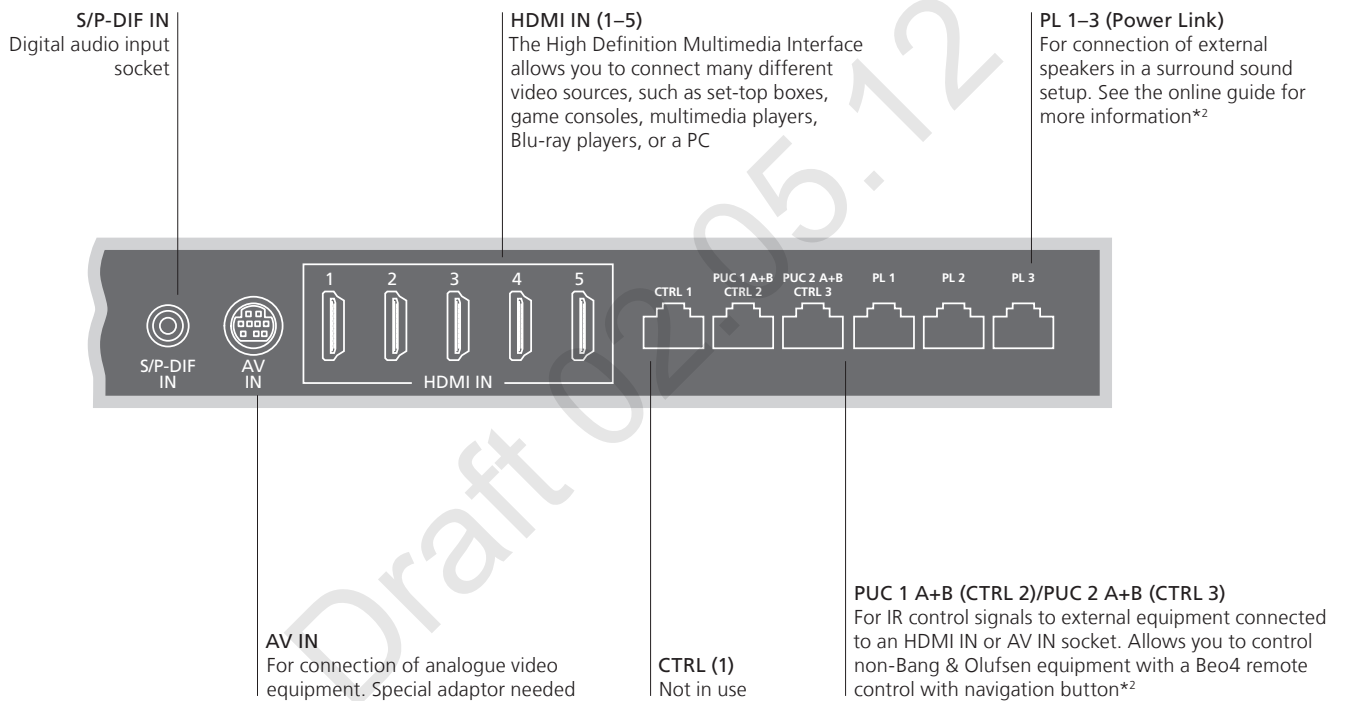 S/P-DIF IN
Digital audio input
socket
HDMI IN (1–5)
The High Definition Multimedia Interface
allows you to connect many different
video sources, such as set-top boxes,
game consoles, multimedia players,
Blu-ray players, or a PC
PL 1–3 (Power Link)
For connection of external
speakers in a surround sound
setup. See the online guide for
more information*²
1 2 3 4 5
CTRL 1
PUC 1 A+B
CTRL 2
PUC 2 A+B
CTRL 3
PL 1 PL 2 PL 3
S/P-DIF
IN
AV
IN
HDMI IN
AV IN
For connection of analogue video
equipment. Special adaptor needed
CTRL (1)
Not in use
PUC 1 A+B (CTRL 2)/PUC 2 A+B (CTRL 3)
For IR control signals to external equipment connected
to an HDMI IN or AV IN socket. Allows you to control
non-Bang & Olufsen equipment with a Beo4 remote
control with navigation button*²
Draft 02.05.12